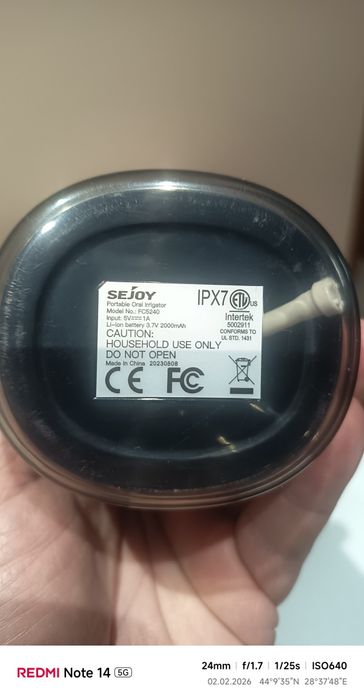 SEJOY
Portable Oral Irrigator
Model No.: FC5240
Input: 5V⎓1A
Li-ion battery 3.7V 2000mAh
CAUTION:
HOUSEHOLD USE ONLY
DO NOT OPEN
Made in China 20230808
CE FC
IPX7 ETL US
Intertek
5002911
CONFORMS TO
UL STD. 1431
REDMI Note 14 5G
24mm f/1.7 1/25s ISO640
02.02.2026 44°9'35"N 28°37'48"E